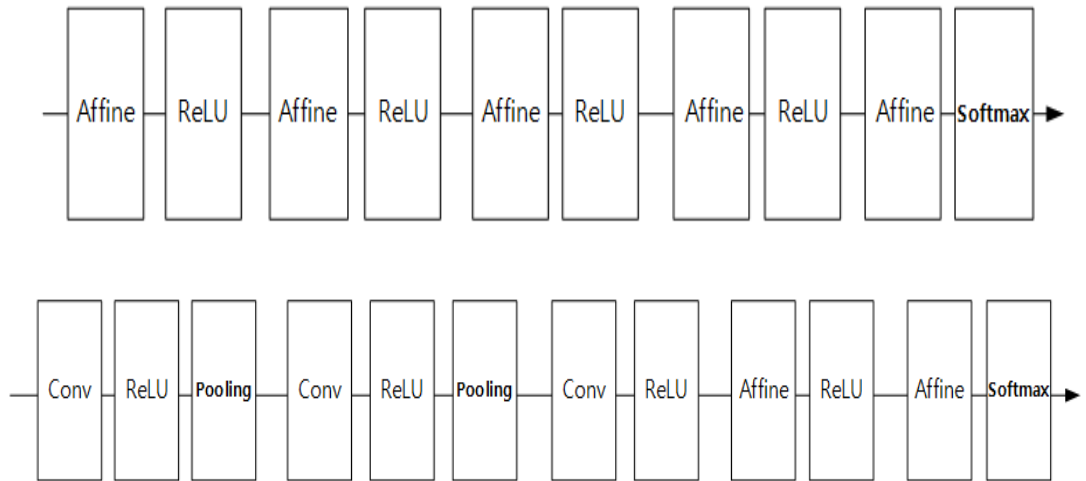 Affine ReLU Affine ReLU Affine ReLU Affine ReLU Affine Softmax
Conv ReLU Pooling Conv ReLU Pooling Conv ReLU Affine ReLU Affine Softmax